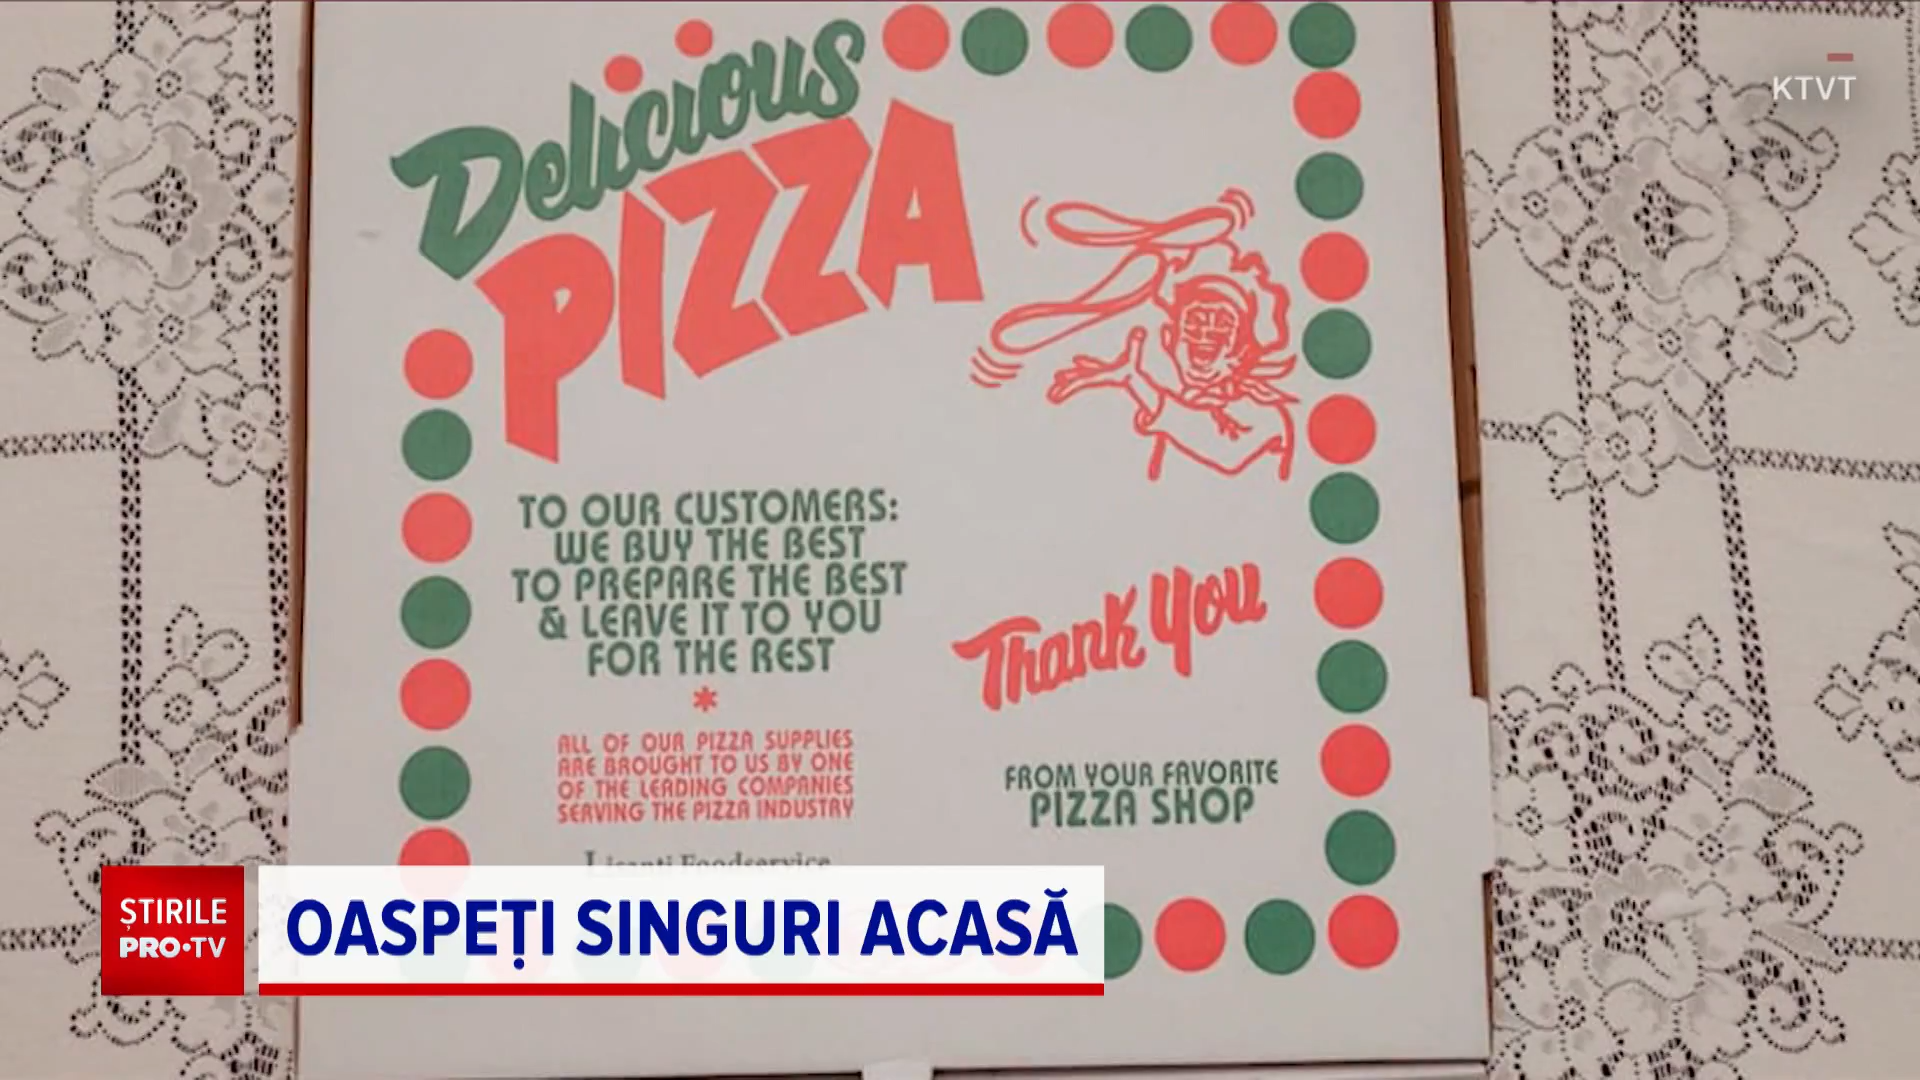 Delicious
PIZZA
KTVT
TO OUR CUSTOMERS:
WE BUY THE BEST
TO PREPARE THE BEST
& LEAVE IT TO YOU
FOR THE REST
*
ALL OF OUR PIZZA SUPPLIES
ARE BROUGHT TO US BY ONE
OF THE LEADING COMPANIES
SERVING THE PIZZA INDUSTRY
Lisanti Foodservice
Thank You
FROM YOUR FAVORITE
PIZZA SHOP
ȘTIRILE
PRO•TV
OASPEȚI SINGURI ACASĂ